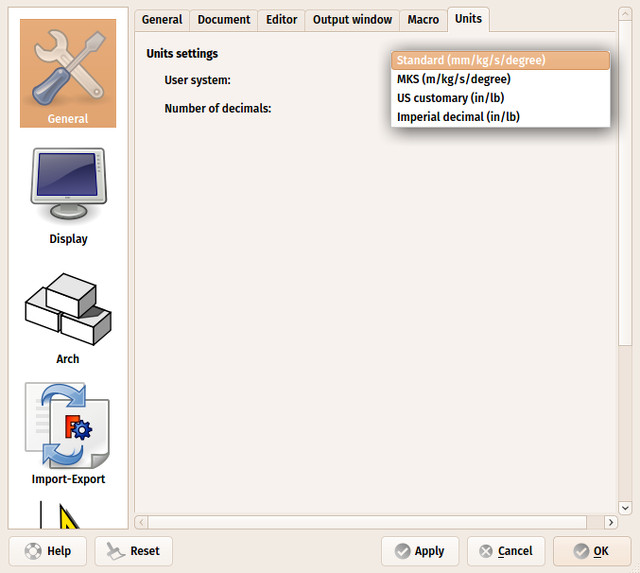 General
Document
Editor
Output window
Macro
Units
Units settings
User system:
Standard (mm/kg/s/degree)
MKS (m/kg/s/degree)
US customary (in/lb)
Imperial decimal (in/lb)
Number of decimals:
General
Display
Arch
Import-Export
Help
Reset
Apply
Cancel
OK